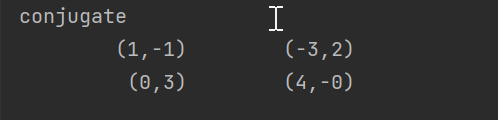 conjugate
(1,-1) (-3,2)
(0,3) (4,-0)